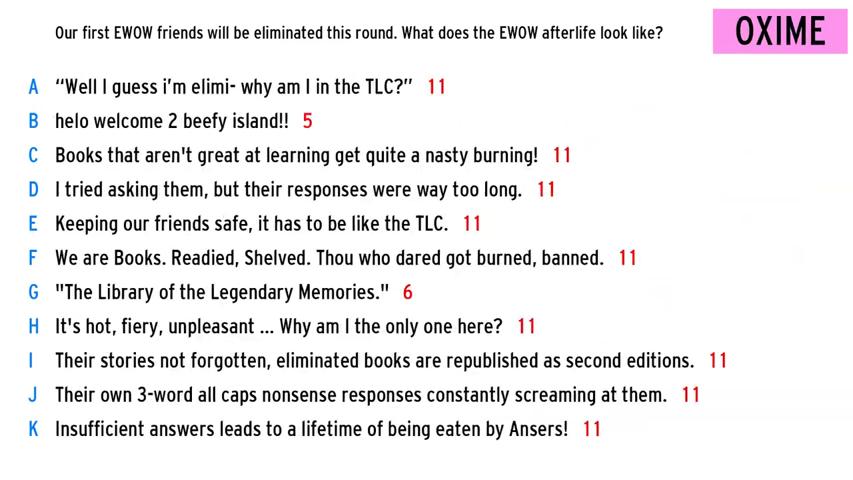 Our first EWOW friends will be eliminated this round. What does the EWOW afterlife look like?
OXIME
A “Well I guess i’m elimi- why am I in the TLC?” 11
B helo welcome 2 beefy island!! 5
C Books that aren't great at learning get quite a nasty burning! 11
D I tried asking them, but their responses were way too long. 11
E Keeping our friends safe, it has to be like the TLC. 11
F We are Books. Readied, Shelved. Thou who dared got burned, banned. 11
G "The Library of the Legendary Memories." 6
H It's hot, fiery, unpleasant ... Why am I the only one here? 11
I Their stories not forgotten, eliminated books are republished as second editions. 11
J Their own 3-word all caps nonsense responses constantly screaming at them. 11
K Insufficient answers leads to a lifetime of being eaten by Ansers! 11